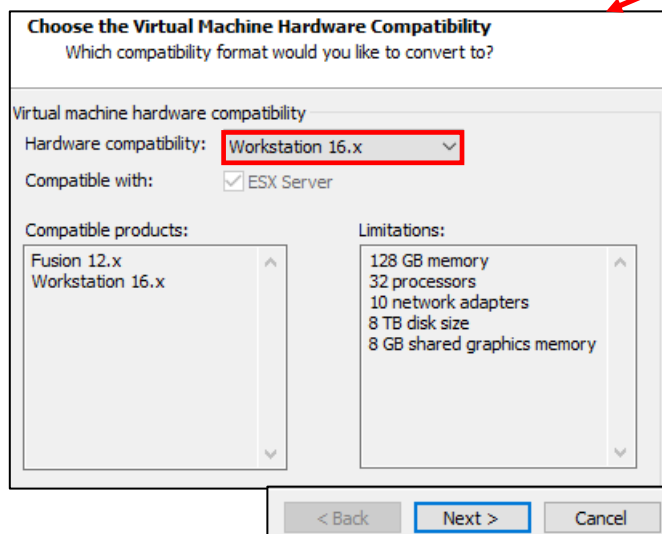 Choose the Virtual Machine Hardware Compatibility
Which compatibility format would you like to convert to?
Virtual machine hardware compatibility
Hardware compatibility: Workstation 16.x
Compatible with: ESX Server
Compatible products:
Fusion 12.x
Workstation 16.x
Limitations:
128 GB memory
32 processors
10 network adapters
8 TB disk size
8 GB shared graphics memory
< Back Next > Cancel